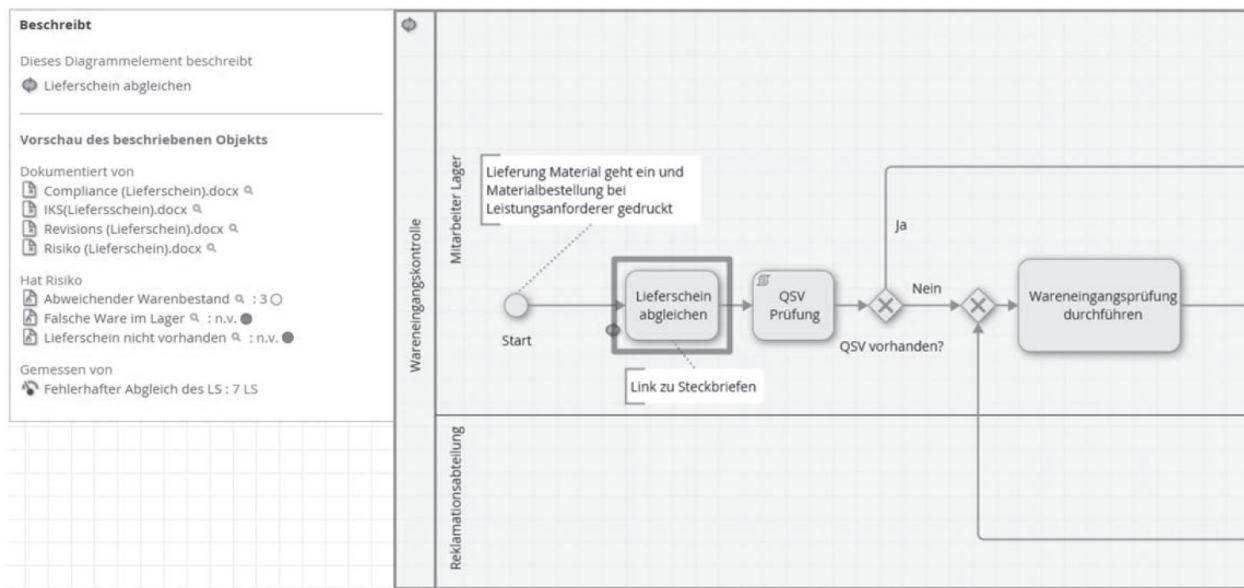 Beschreibt
Dieses Diagrammelement beschreibt
Lieferschein abgleichen
Vorschau des beschriebenen Objekts
Dokumentiert von
Compliance (Lieferschein).docx
IKS(Liefersschein).docx
Revisions (Lieferschein).docx
Risiko (Lieferschein).docx
Hat Risiko
Abweichender Warenbestand : 3
Falsche Ware im Lager : n.v.
Lieferschein nicht vorhanden : n.v.
Gemessen von
Fehlerhafter Abgleich des LS : 7 LS
Wareneingangskontrolle
Mitarbeiter Lager
Lieferung Material geht ein und
Materialbestellung bei
Leistungsanforderer gedruckt
Start
Lieferschein
abgleichen
Link zu Steckbriefen
QSV
Prüfung
QSV vorhanden?
Ja
Nein
Wareneingangsprüfung
durchführen
Reklamationsabteilung